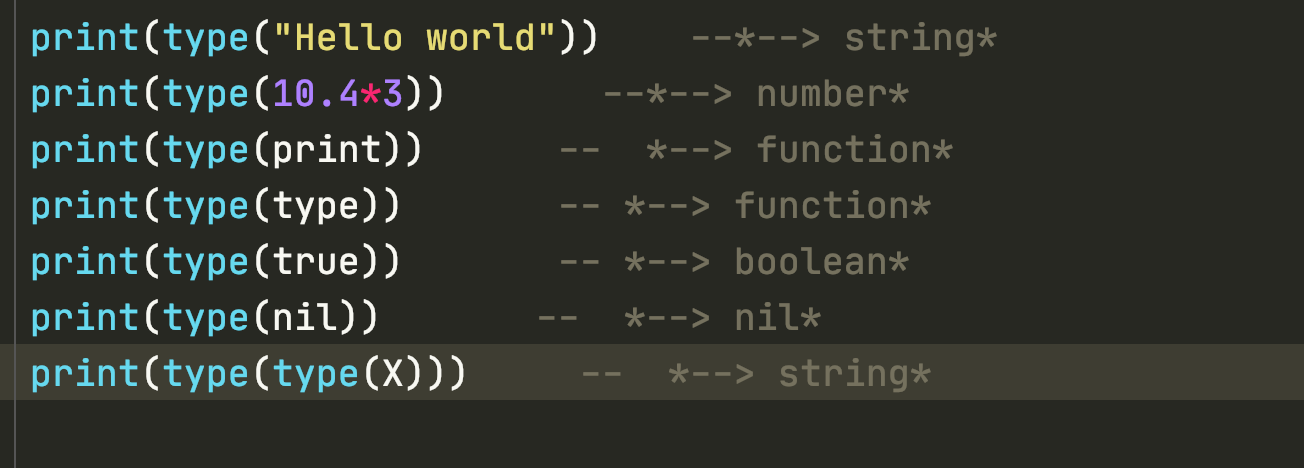 print(type("Hello world"))    --*--> string*
print(type(10.4*3))       --*--> number*
print(type(print))      --  *--> function*
print(type(type))       -- *--> function*
print(type(true))       -- *--> boolean*
print(type(nil))       --  *--> nil*
print(type(type(X)))     --  *--> string*